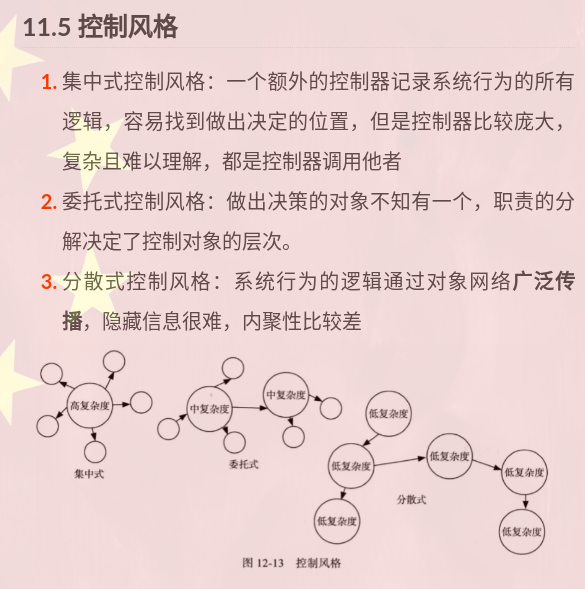 11.5 控制风格
1. 集中式控制风格：一个额外的控制器记录系统行为的所有
逻辑，容易找到做出决定的位置，但是控制器比较庞大，
复杂且难以理解，都是控制器调用他者
2. 委托式控制风格：做出决策的对象不知有一个，职责的分
解决定了控制对象的层次。
3. 分散式控制风格：系统行为的逻辑通过对象网络广泛传
播，隐藏信息很难，内聚性比较差
高复杂度
集中式
中复杂度
中复杂度
委托式
低复杂度
低复杂度
低复杂度
低复杂度
低复杂度
低复杂度
分散式
图 12-13 控制风格